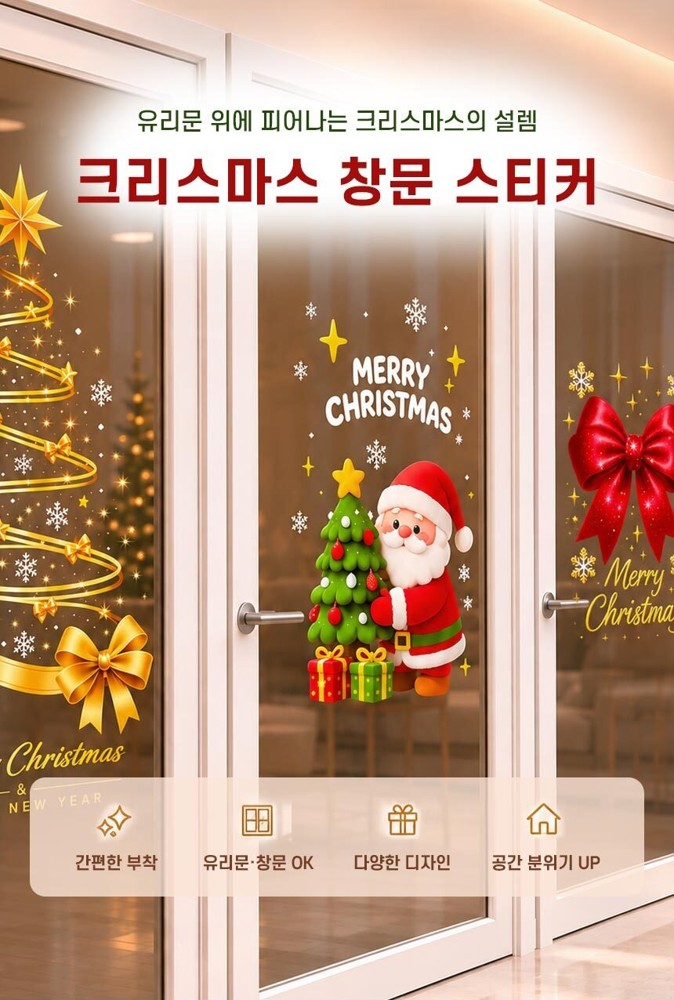 유리문 위에 피어나는 크리스마스의 설렘
크리스마스 창문 스티커
MERRY
CHRISTMAS
Merry
Christma
Christmas
&
NEW YEAR
간편한 부착
유리문·창문 OK
다양한 디자인
공간 분위기 UP